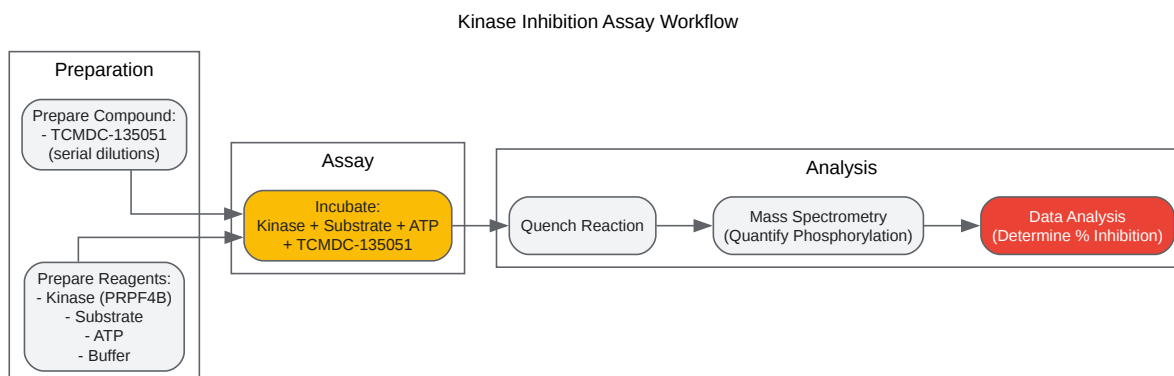 Kinase Inhibition Assay Workflow
Preparation
Prepare Compound:
- TCMDC-135051
(serial dilutions)
Prepare Reagents:
- Kinase (PRPF4B)
- Substrate
- ATP
- Buffer
Assay
Incubate:
Kinase + Substrate + ATP
+ TCMDC-135051
Analysis
Quench Reaction
Mass Spectrometry
(Quantify Phosphorylation)
Data Analysis
(Determine % Inhibition)